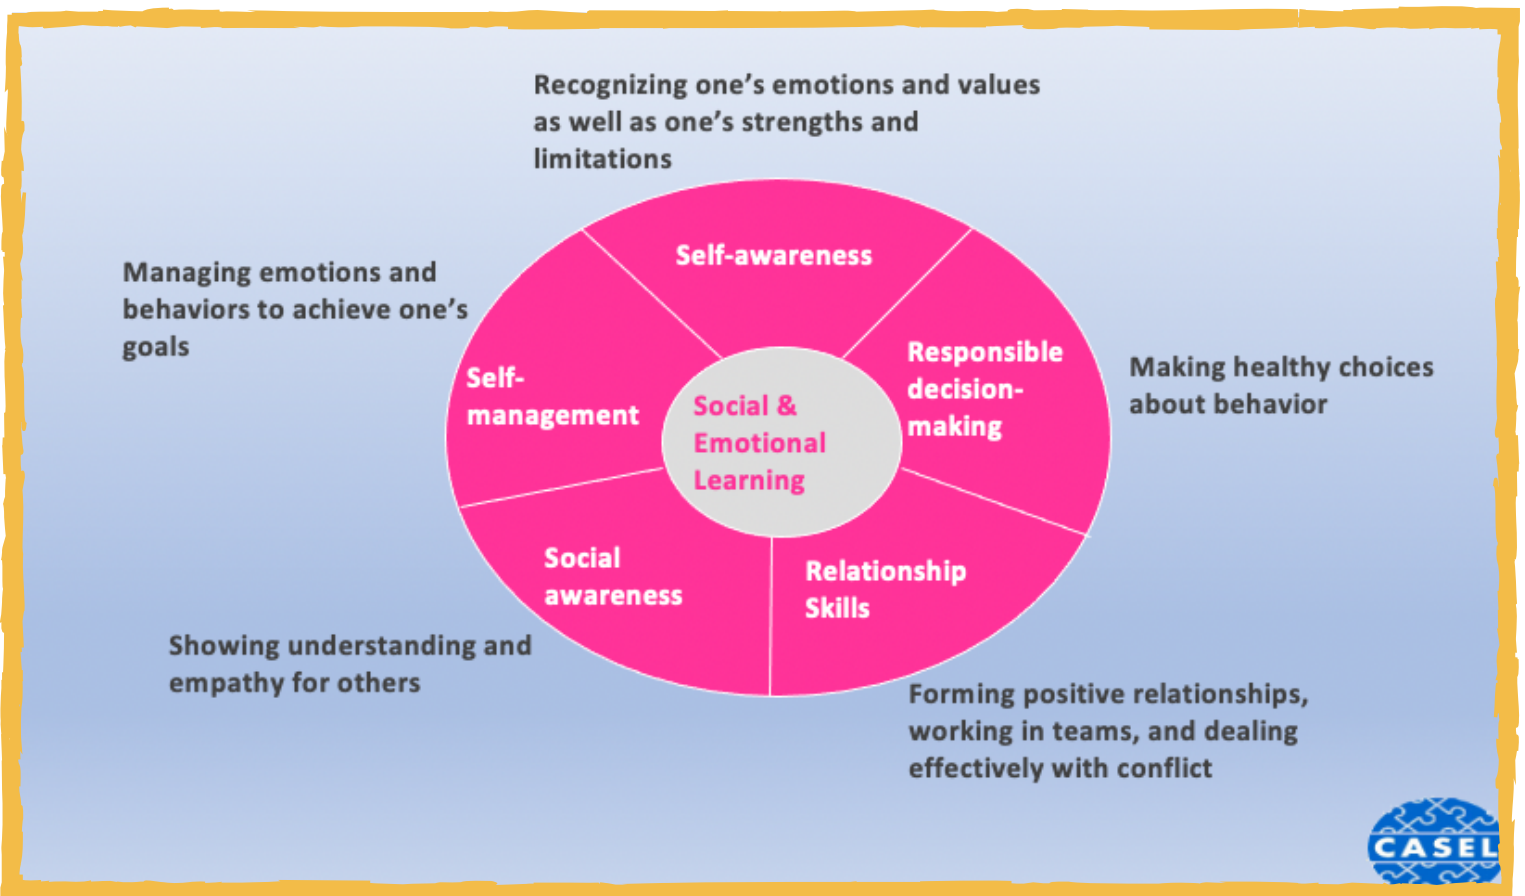 Recognizing one’s emotions and values
as well as one’s strengths and
limitations
Self-awareness
Managing emotions and
behaviors to achieve one’s
goals
Self-
management
Responsible
decision-
making
Making healthy choices
about behavior
Social &
Emotional
Learning
Social
awareness
Relationship
Skills
Showing understanding and
empathy for others
Forming positive relationships,
working in teams, and dealing
effectively with conflict
CASEL